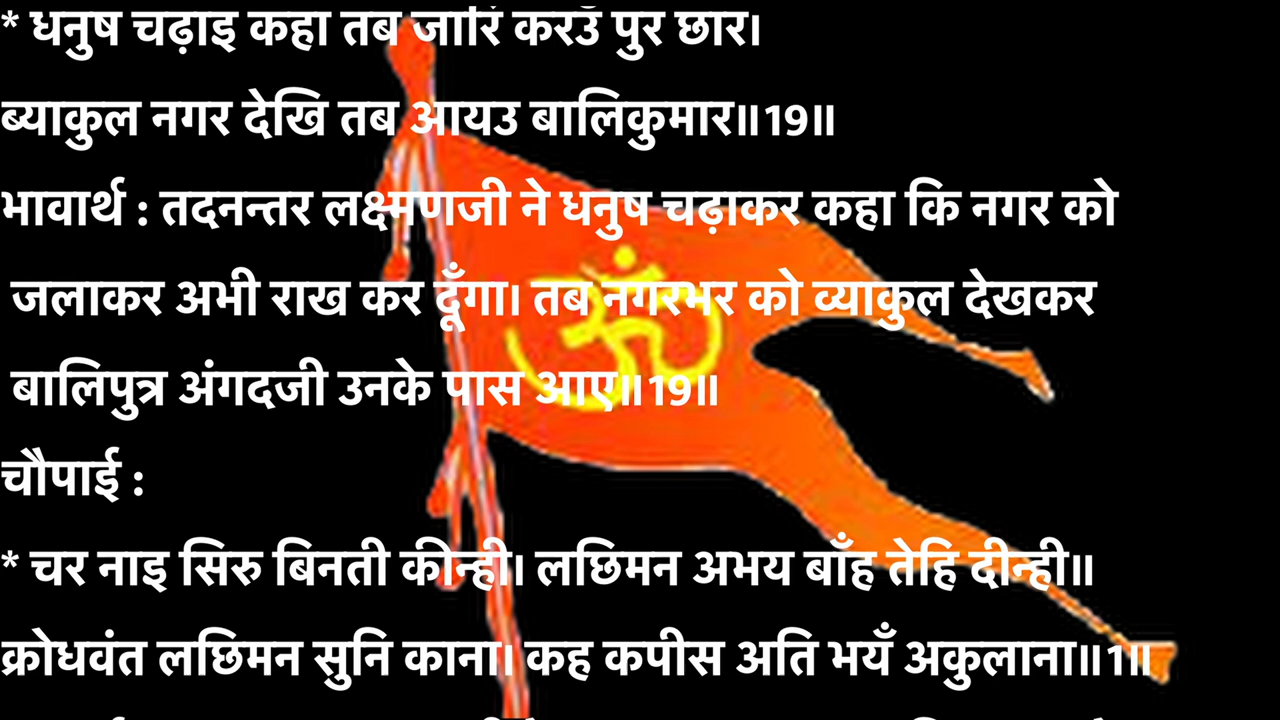 * धनुष चढ़ाइ कहा तब जारि करउँ पुर छार।
ब्याकुल नगर देखि तब आयउ बालिकुमार॥19॥
भावार्थ : तदनन्तर लक्ष्मणजी ने धनुष चढ़ाकर कहा कि नगर को
जलाकर अभी राख कर दूँगा। तब नगरभर को व्याकुल देखकर
बालिपुत्र अंगदजी उनके पास आए॥19॥
चौपाई :
* चर नाइ सिरु बिनती कीन्ही। लछिमन अभय बाँह तेहि दीन्ही॥
क्रोधवंत लछिमन सुनि काना। कह कपीस अति भयँ अकुलाना॥1॥
ॐ